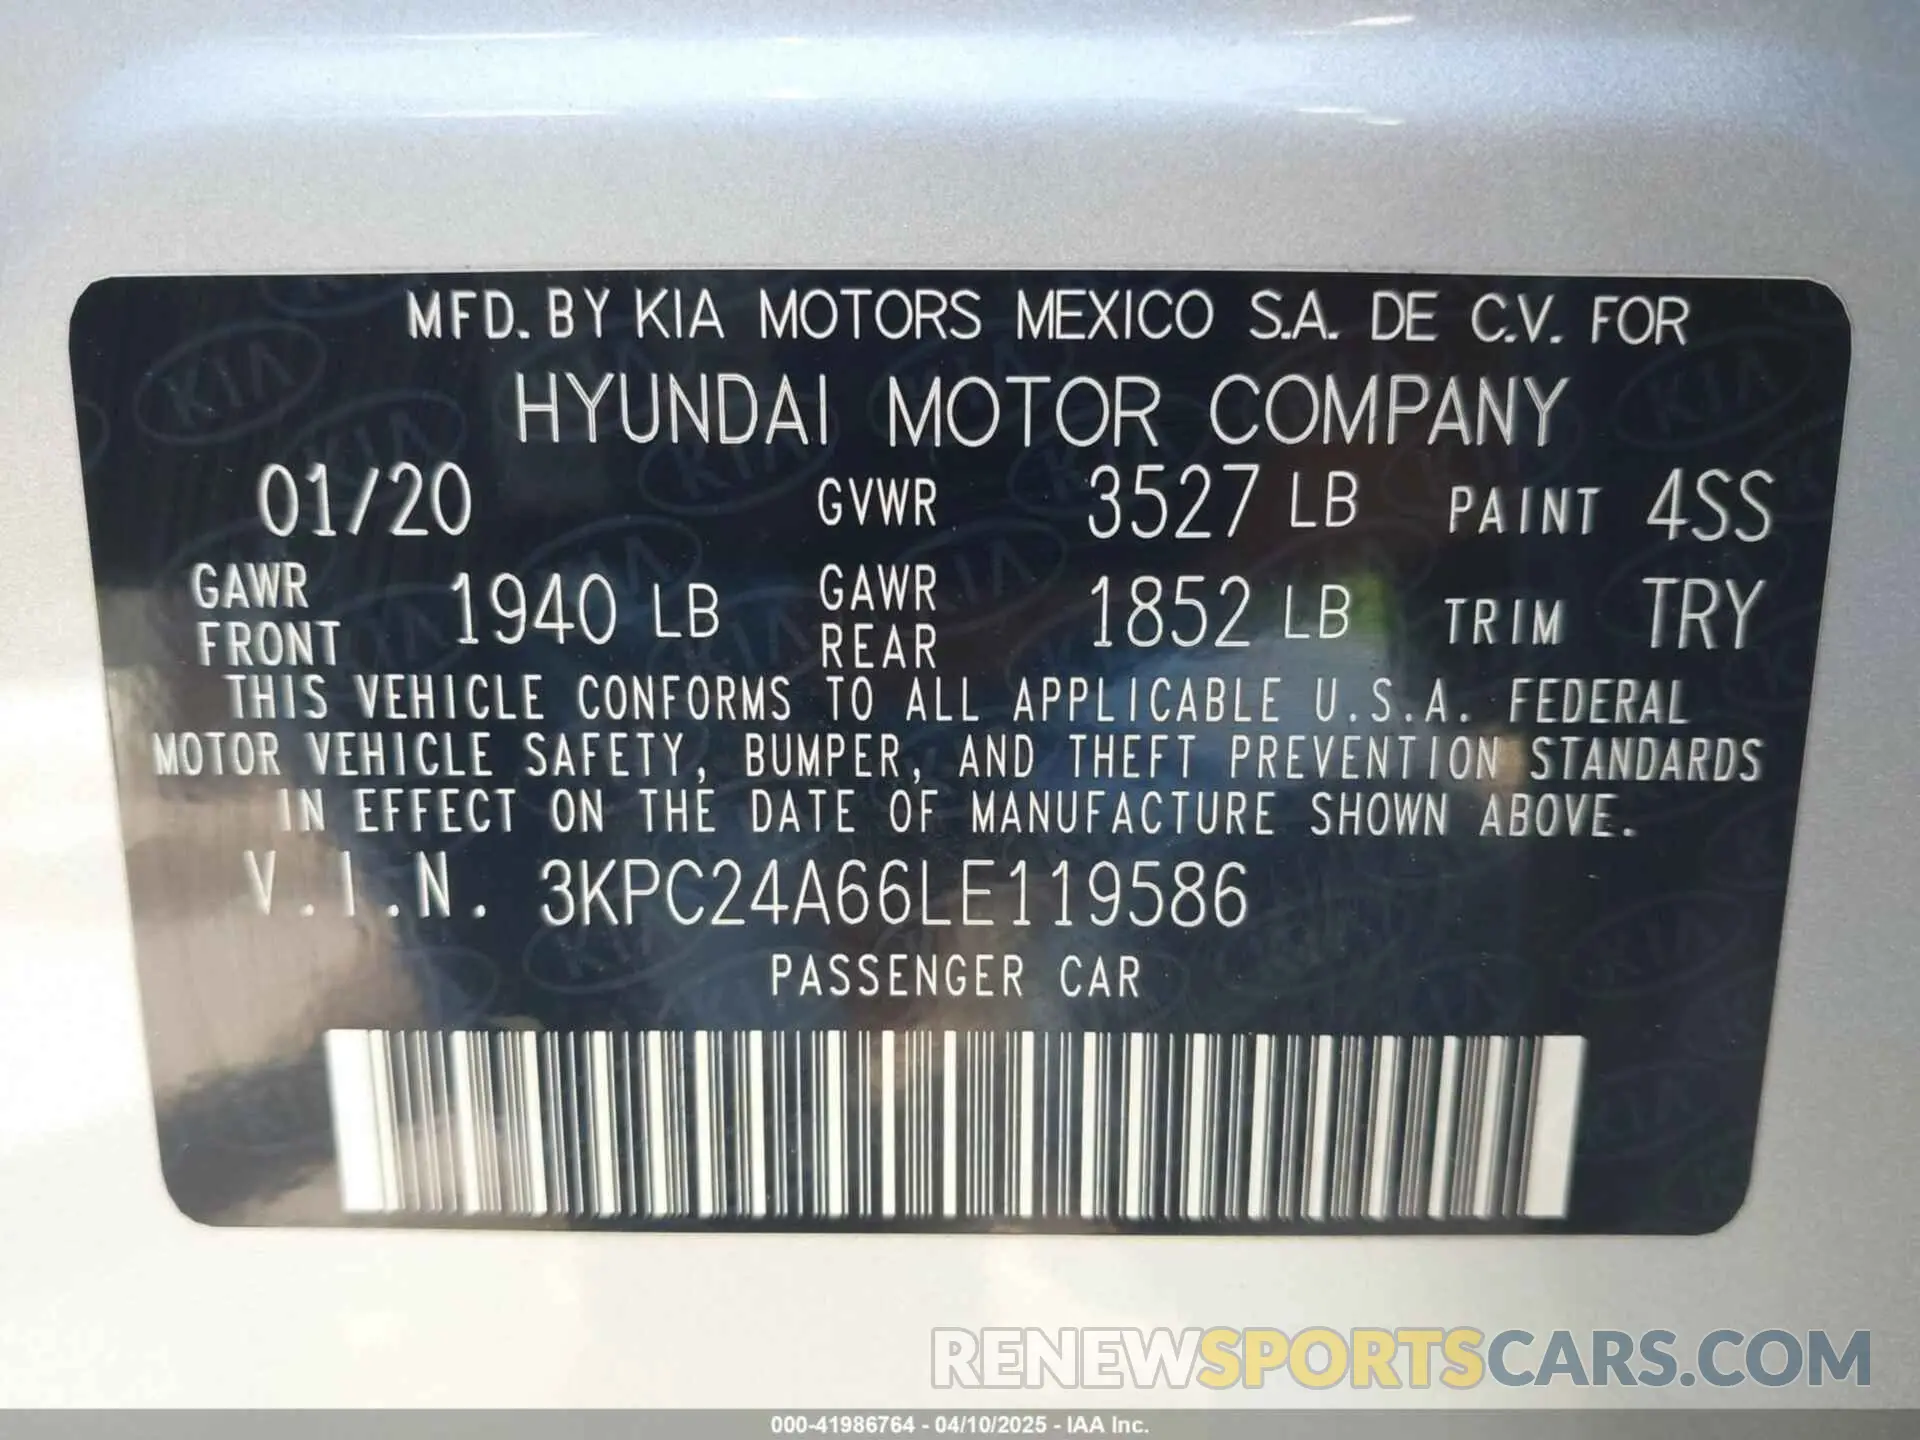 MFD. BY KIA MOTORS MEXICO S.A. DE C.V. FOR
HYUNDAI MOTOR COMPANY
01/20 GVWR 3527 LB PAINT 4SS
GAWR FRONT 1940 LB GAWR REAR 1852 LB TRIM TRY
THIS VEHICLE CONFORMS TO ALL APPLICABLE U.S.A. FEDERAL
MOTOR VEHICLE SAFETY, BUMPER, AND THEFT PREVENTION STANDARDS
IN EFFECT ON THE DATE OF MANUFACTURE SHOWN ABOVE.
V.I.N. 3KPC24A66LE119586
PASSENGER CAR
RENEWSPORTSCARS.COM
000-41986764 - 04/10/2025 - IAA Inc.